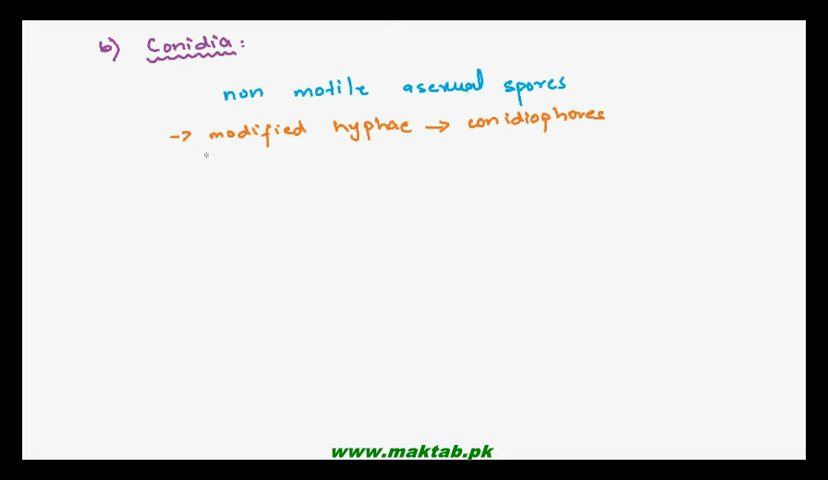 b) Conidia:
non motile asexual spores
-> modified hyphae → conidiophores
www.maktab.pk